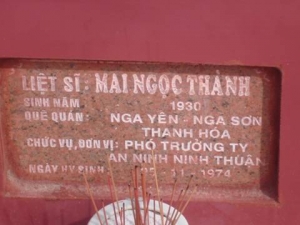 LIỆT SĨ: MAI NGỌC THÀNH
SINH NĂM 1930
QUÊ QUÁN: NGA YÊN - NGA SƠN
THANH HÓA
CHỨC VỤ, ĐƠN VỊ: PHÓ TRƯỞNG TY
AN NINH NINH THUẬN
NGÀY HY SINH 11 - 1974